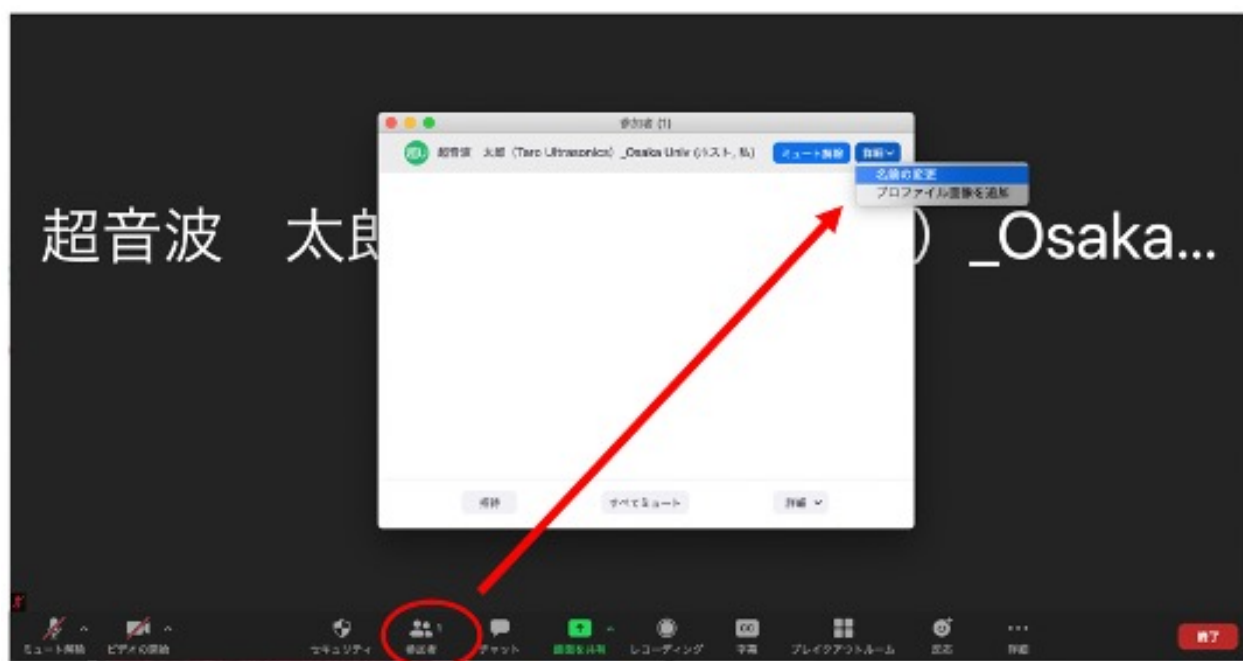 参加者 (1)
超音波　太郎（Taro Ultrasonics）_Osaka Univ (ホスト, 私)
ミュート解除
詳細
名前の変更
プロファイル画像を追加
超音波　太郎
）_Osaka...
招待
すべてミュート
詳細
ミュート解除
ビデオの開始
セキュリティ
1
参加者
チャット
画面を共有
レコーディング
CC
字幕
ブレイクアウトルーム
反応
詳細
終了